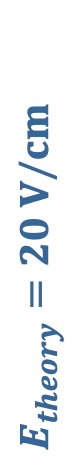 E_theory = 20 V/cm